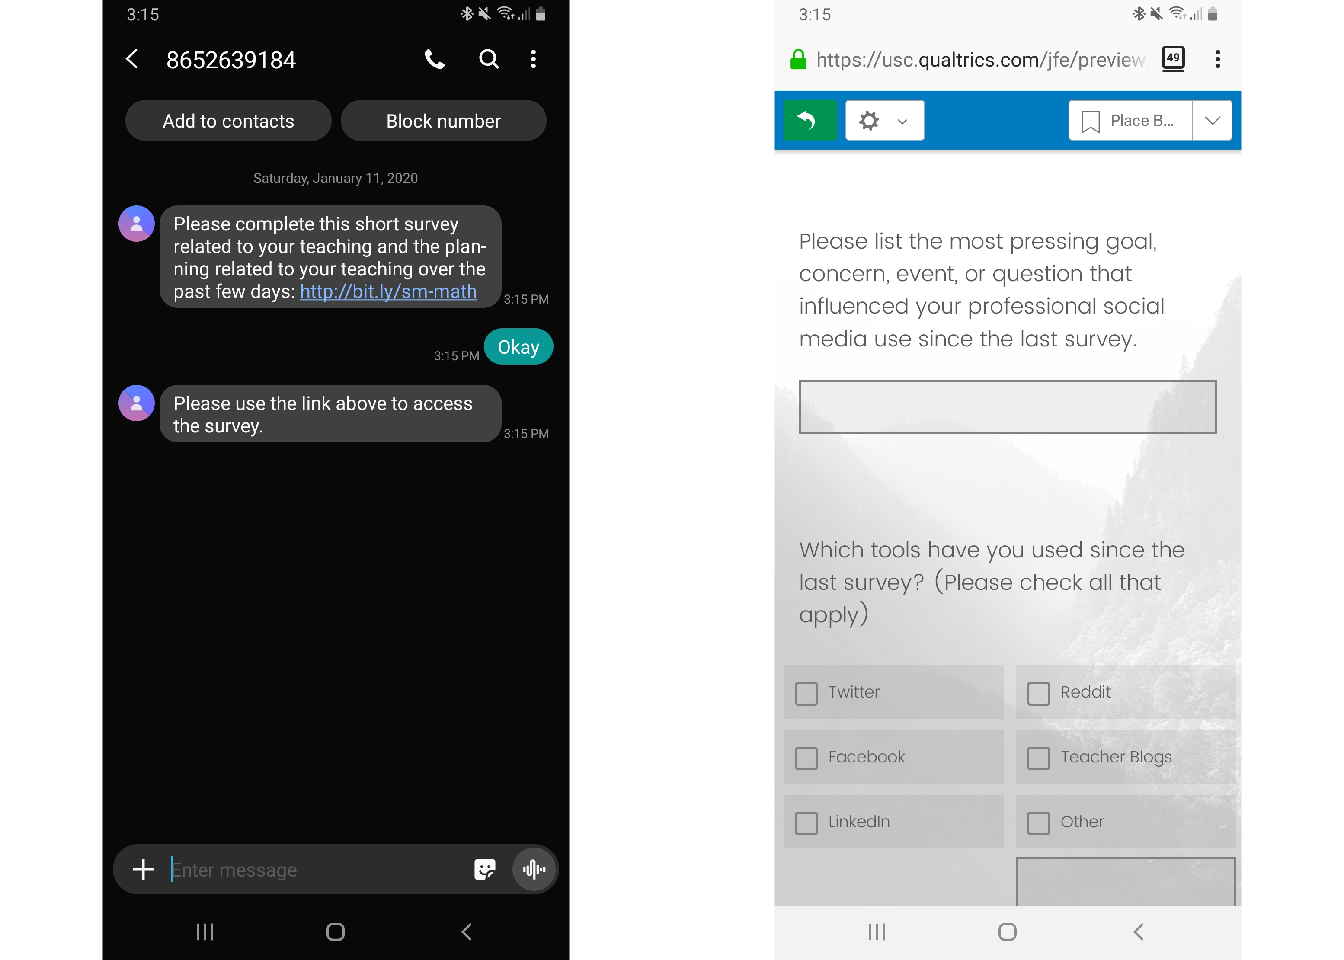 3:15
8652639184
Add to contacts
Block number
Saturday, January 11, 2020
Please complete this short survey
related to your teaching and the plan-
ning related to your teaching over the
past few days: http://bit.ly/sm-math
3:15 PM
3:15 PM
Okay
Please use the link above to access
the survey.
3:15 PM
Enter message
3:15
https://usc.qualtrics.com/jfe/preview
49
Place B...
Please list the most pressing goal,
concern, event, or question that
influenced your professional social
media use since the last survey.
Which tools have you used since the
last survey? (Please check all that
apply)
Twitter
Reddit
Facebook
Teacher Blogs
LinkedIn
Other